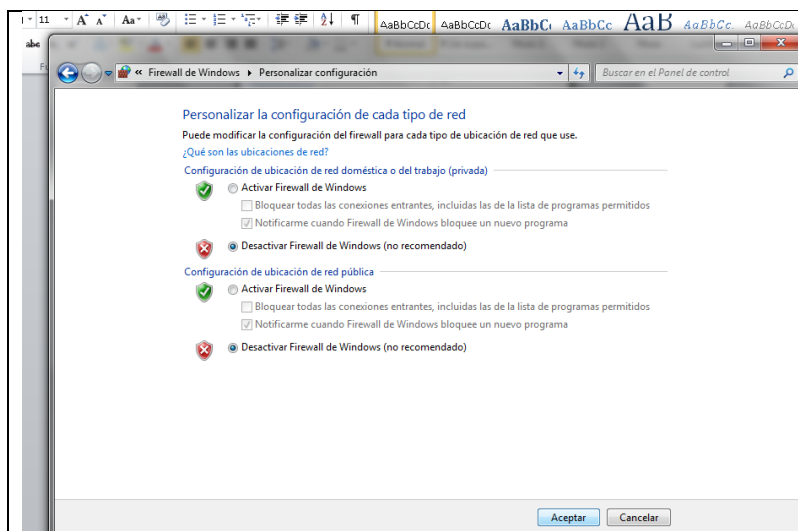 11 A A Aa
AaBbCcDc AaBbCcDc AaBbC AaBbCc AaB AaBbCc. AaBbCcDc
abc
Firewall de Windows Personalizar configuración Buscar en el Panel de control
Personalizar la configuración de cada tipo de red
Puede modificar la configuración del firewall para cada tipo de ubicación de red que use.
¿Qué son las ubicaciones de red?
Configuración de ubicación de red doméstica o del trabajo (privada)
Activar Firewall de Windows
Bloquear todas las conexiones entrantes, incluidas las de la lista de programas permitidos
Notificarme cuando Firewall de Windows bloquee un nuevo programa
Desactivar Firewall de Windows (no recomendado)
Configuración de ubicación de red pública
Activar Firewall de Windows
Bloquear todas las conexiones entrantes, incluidas las de la lista de programas permitidos
Notificarme cuando Firewall de Windows bloquee un nuevo programa
Desactivar Firewall de Windows (no recomendado)
Aceptar Cancelar